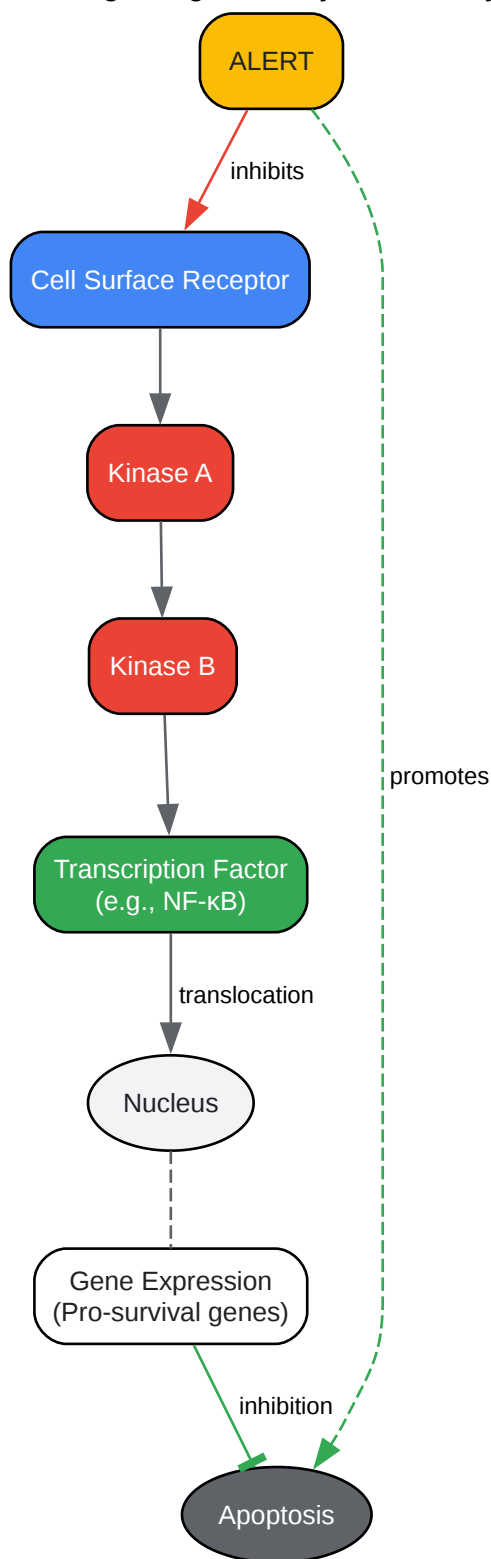 ALERT
inhibits
Cell Surface Receptor
Kinase A
Kinase B
promotes
Transcription Factor
(e.g., NF-κB)
translocation
Nucleus
Gene Expression
(Pro-survival genes)
inhibition
Apoptosis